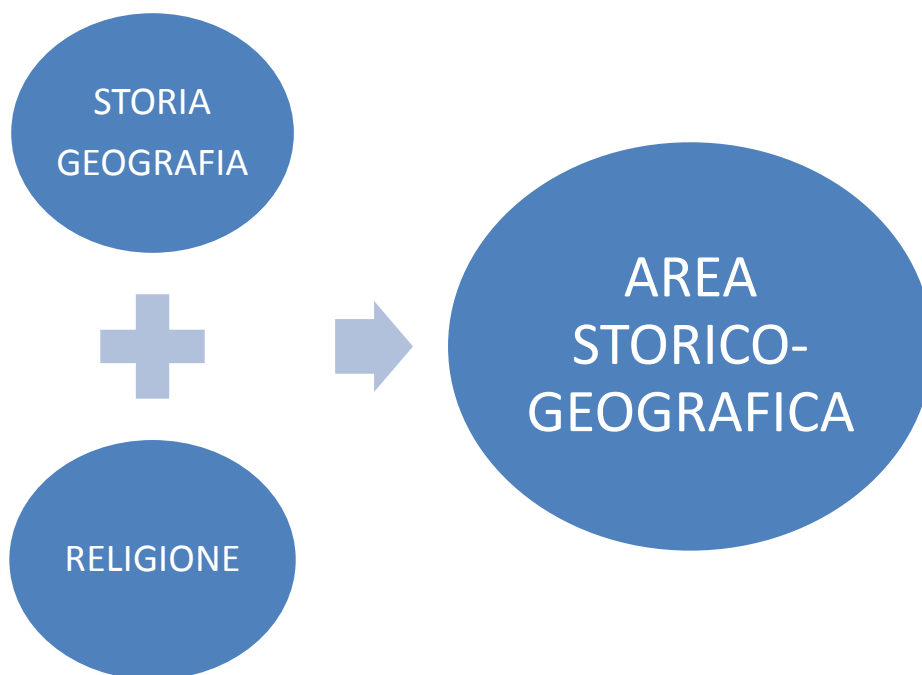 STORIA
GEOGRAFIA
RELIGIONE
AREA
STORICO-
GEOGRAFICA